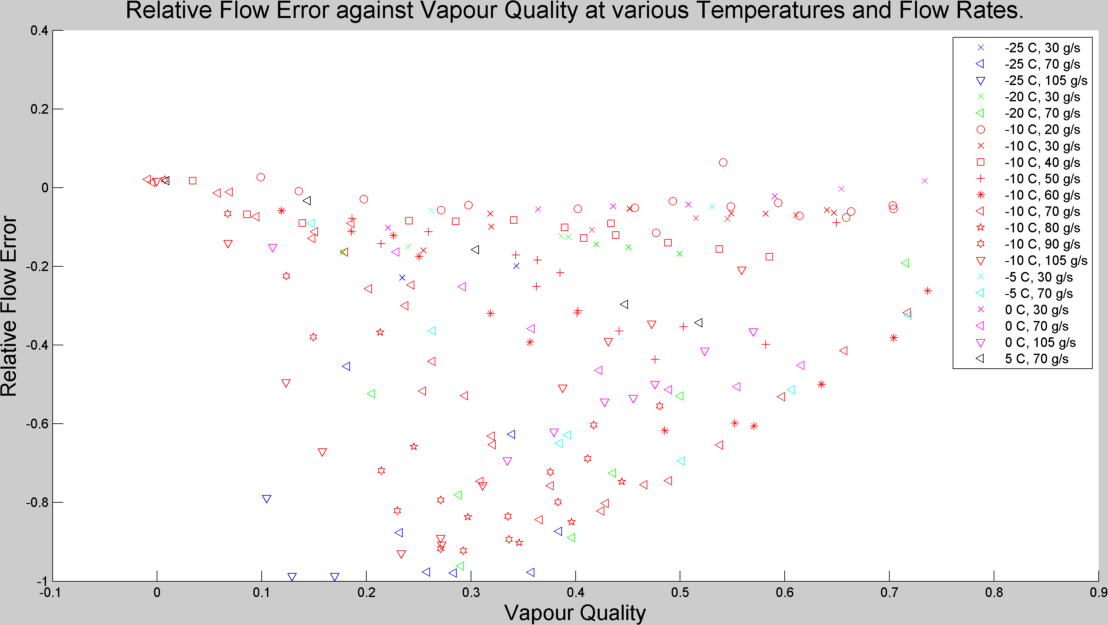 Relative Flow Error against Vapour Quality at various Temperatures and Flow Rates.
0.4
0.2
0
-0.2
-0.4
-0.6
-0.8
-1
Relative Flow Error
-0.1 0 0.1 0.2 0.3 0.4 0.5 0.6 0.7 0.8 0.9
Vapour Quality
-25 C, 30 g/s
-25 C, 70 g/s
-25 C, 105 g/s
-20 C, 30 g/s
-20 C, 70 g/s
-10 C, 20 g/s
-10 C, 30 g/s
-10 C, 40 g/s
-10 C, 50 g/s
-10 C, 60 g/s
-10 C, 70 g/s
-10 C, 80 g/s
-10 C, 90 g/s
-10 C, 105 g/s
-5 C, 30 g/s
-5 C, 70 g/s
0 C, 30 g/s
0 C, 70 g/s
0 C, 105 g/s
5 C, 70 g/s